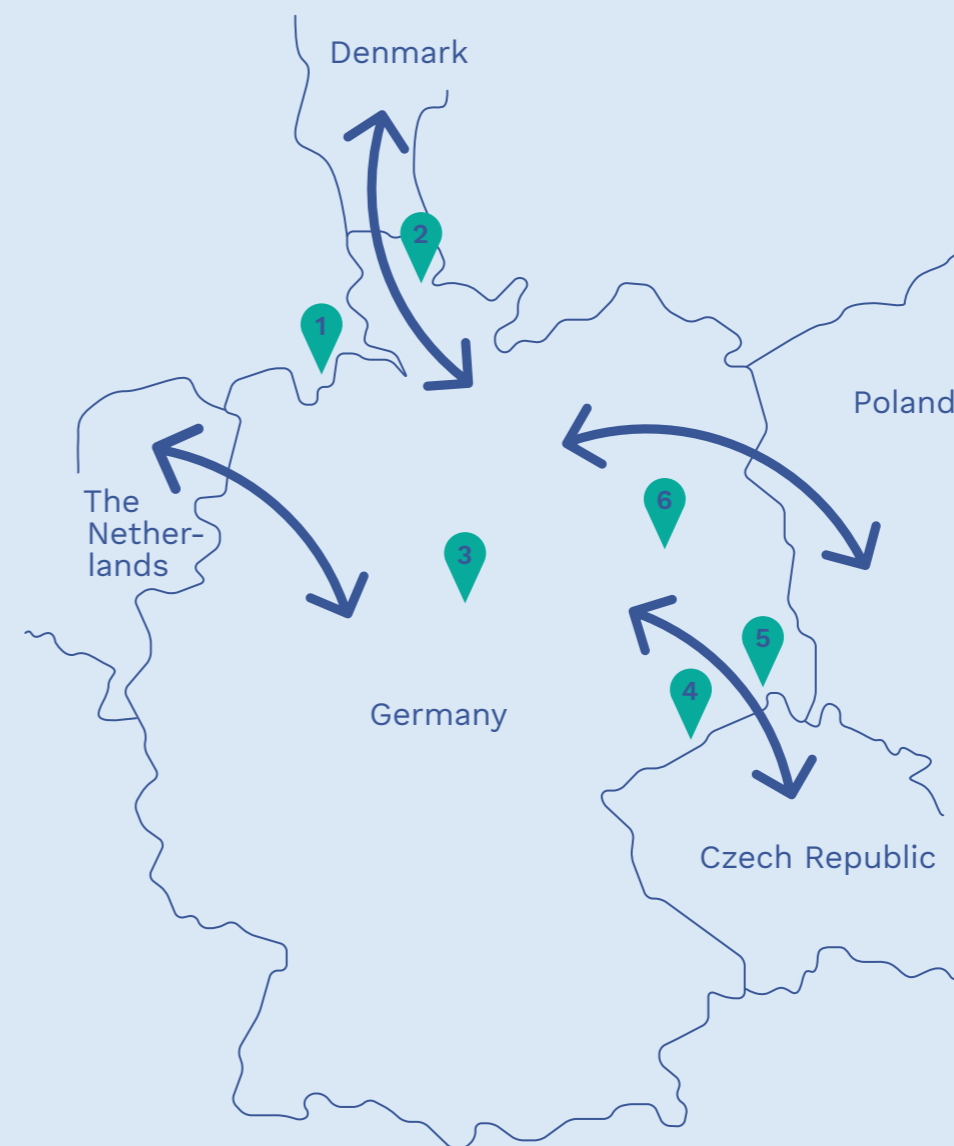 Denmark
2
1
Poland
The
Nether-
lands
6
3
5
4
Germany
Czech Republic